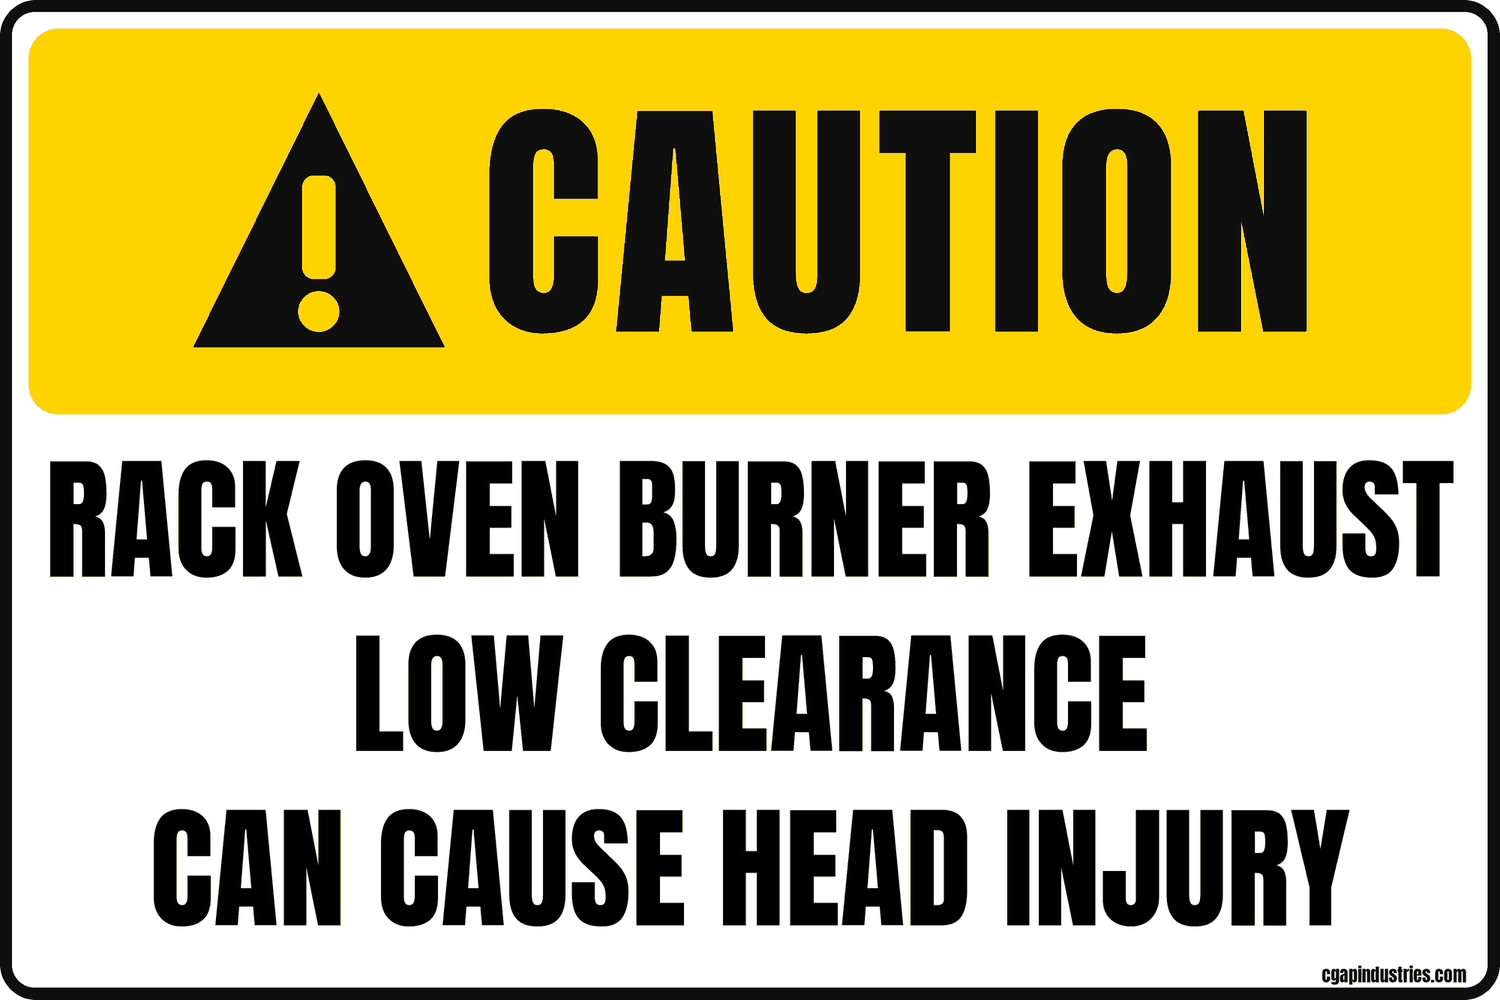 CAUTION
RACK OVEN BURNER EXHAUST
LOW CLEARANCE
CAN CAUSE HEAD INJURY
cgapindustries.com